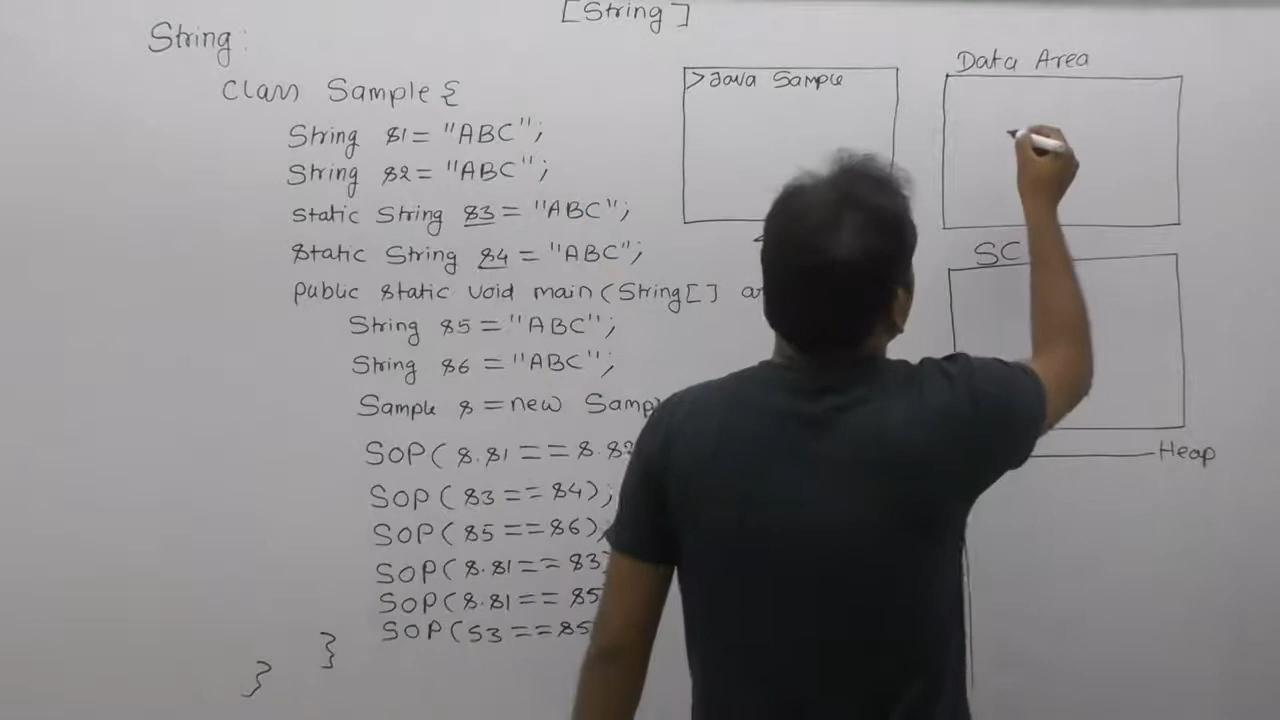 [String]
String:
Class Sample {
String s1 = "ABC";
String s2 = "ABC";
static String s3 = "ABC";
static String s4 = "ABC";
public static void main(String[]
String s5 = "ABC";
String s6 = "ABC";
Sample s = new
SOP( s.s1 == s.s2
SOP( s3 == s4);
SOP( s5 == s6);
SOP( s.s1 == s3
SOP( s.s1 == s5
SOP( s3 == s5
}
}
>Java Sample
Data Area
SC
Heap